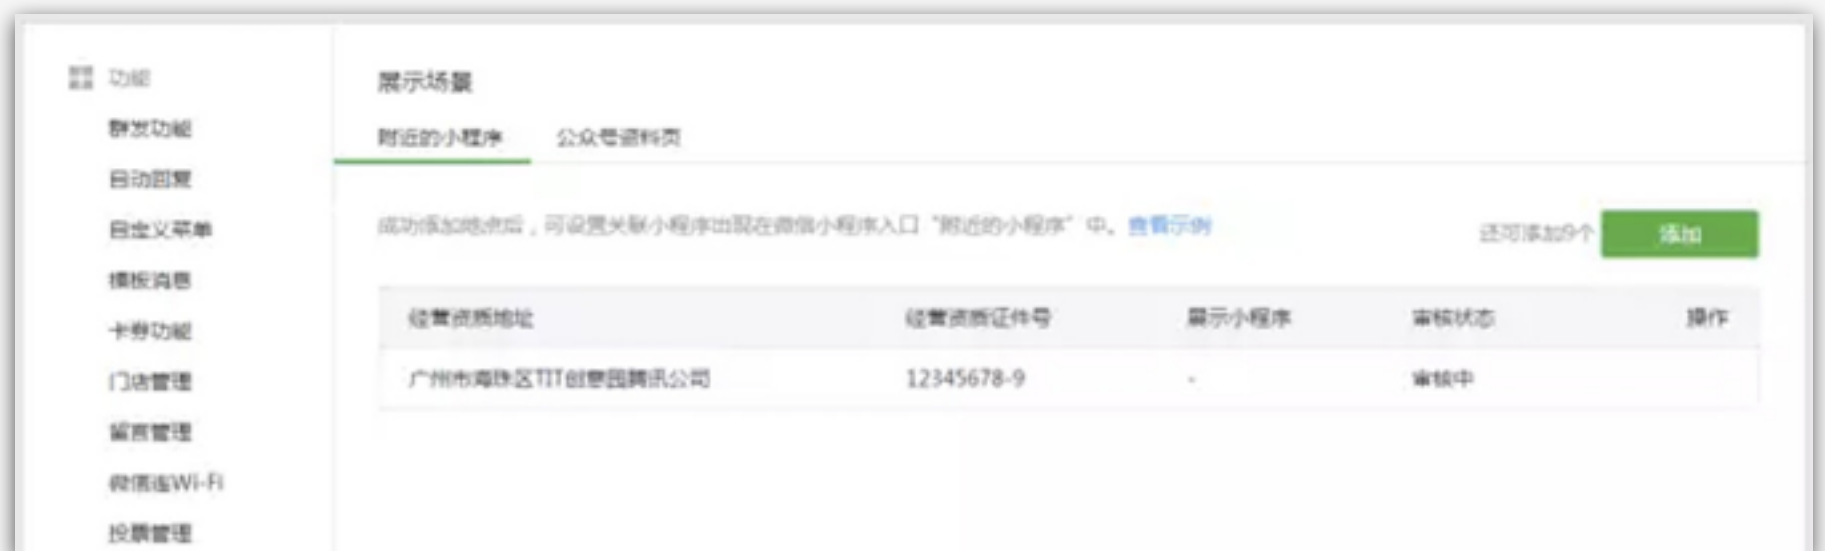 功能
群发功能
自动回复
自定义菜单
模板消息
卡券功能
门店管理
留言管理
微信连Wi-Fi
投票管理
展示场景
附近的小程序 公众号资料页
成功添加地点后，可设置关联小程序出现在微信小程序入口“附近的小程序”中。查看示例 还可添加9个 添加
经营资质地址 经营资质证件号 展示小程序 审核状态 操作
广州市海珠区TIT创意园腾讯公司 12345678-9 - 审核中